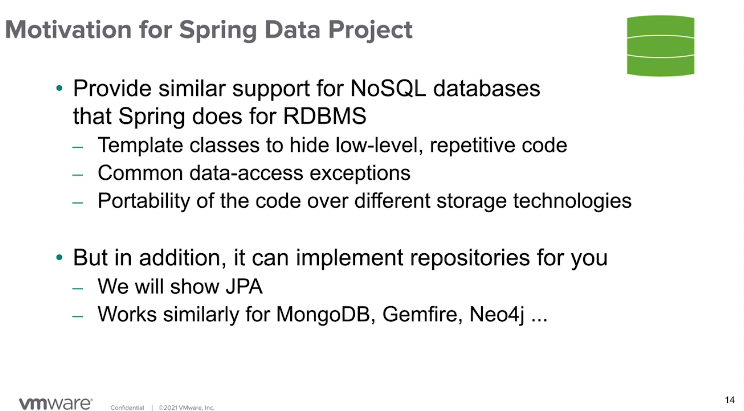 Motivation for Spring Data Project
• Provide similar support for NoSQL databases
that Spring does for RDBMS
– Template classes to hide low-level, repetitive code
– Common data-access exceptions
– Portability of the code over different storage technologies
• But in addition, it can implement repositories for you
– We will show JPA
– Works similarly for MongoDB, Gemfire, Neo4j ...
vmware®
Confidential | ©2021 VMware, Inc.
14